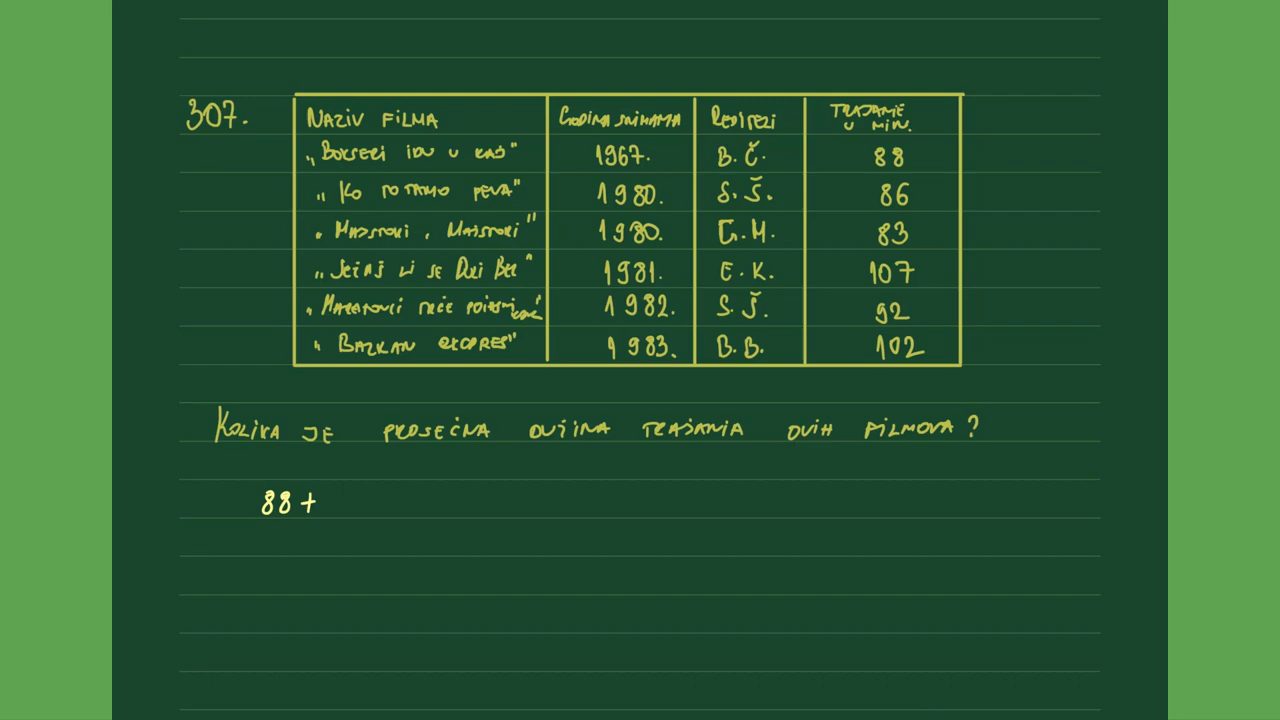 307. NAZIV FILMA GODINA SNIMANJA REDITELJ TRAJANJE U MIN.
„BOKSERI IDU U RAJ" 1967. B. Č. 88
„KO TO TAMO PEVA" 1980. S. Š. 86
„MAJSTORI, MAJSTORI" 1980. G. M. 83
„SEĆAŠ LI SE DOLI BEL" 1981. E. K. 107
„MARATONCI TRČE POČASNI KRUG" 1982. S. Š. 92
„BALKAN EKSPRES" 1983. B. B. 102
KOLIKA JE PROSEČNA DUŽINA TRAJANJA OVIH FILMOVA?
88 +